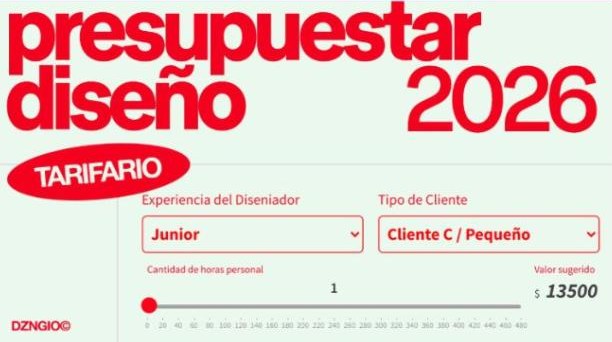 presupuestar
diseño 2026
TARIFARIO
Experiencia del Diseniador Tipo de Cliente
Junior Cliente C / Pequeño
Cantidad de horas personal Valor sugerido
1 $ 13500
0 20 40 60 80 100 120 140 160 180 200 220 240 260 280 300 320 340 360 380 400 420 440 460 480
DZNGIO©